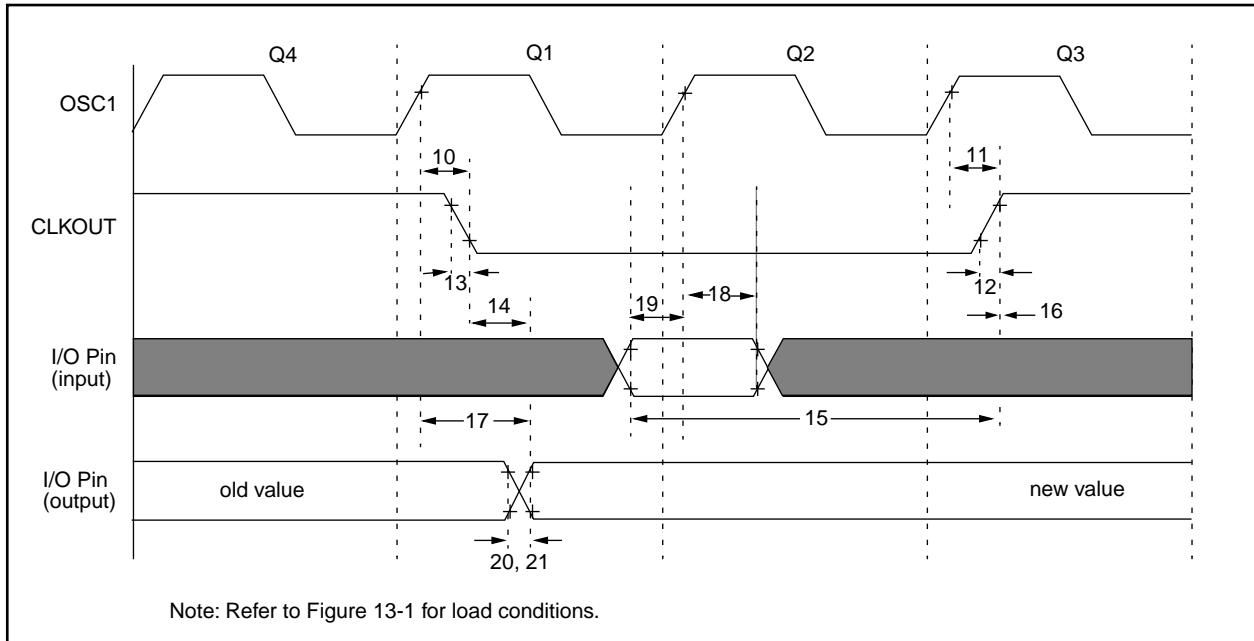 Q4 Q1 Q2 Q3
OSC1
10 11
CLKOUT
13 12
19 18
14 16
I/O Pin
(input)
17 15
I/O Pin
(output)
old value new value
20, 21
Note: Refer to Figure 13-1 for load conditions.